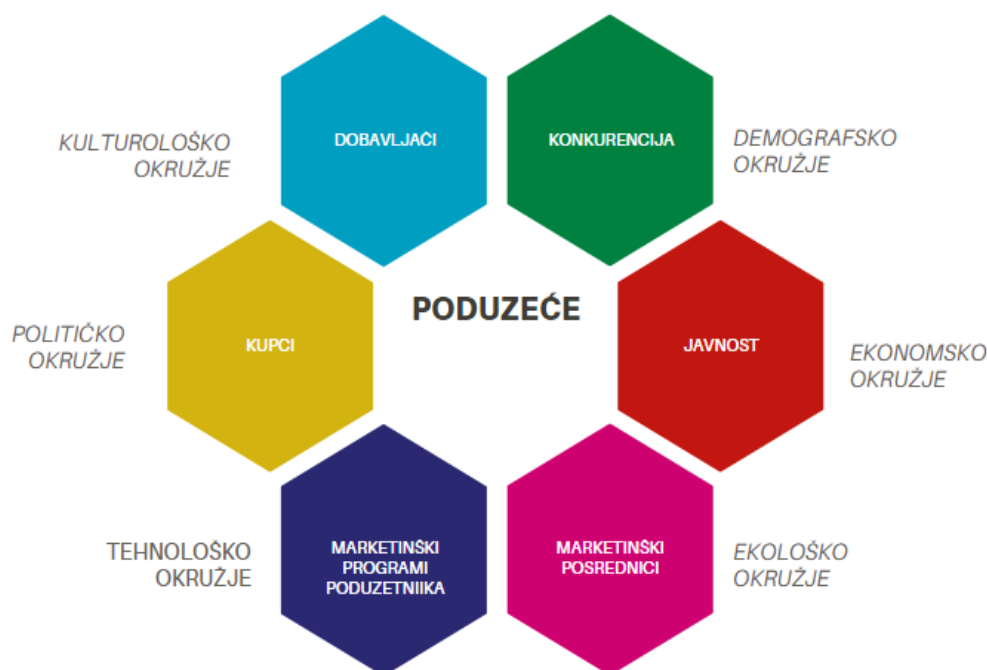 KULTUROLOŠKO
OKRUŽJE
DOBAVLJAČI
KONKURENCIJA
DEMOGRAFSKO
OKRUŽJE
POLITIČKO
OKRUŽJE
KUPCI
PODUZEĆE
JAVNOST
EKONOMSKO
OKRUŽJE
TEHNOLOŠKO
OKRUŽJE
MARKETINŠKI
PROGRAMI
PODUZETNIIKA
MARKETINŠKI
POSREDNICI
EKOLOŠKO
OKRUŽJE